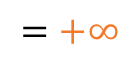 = +∞